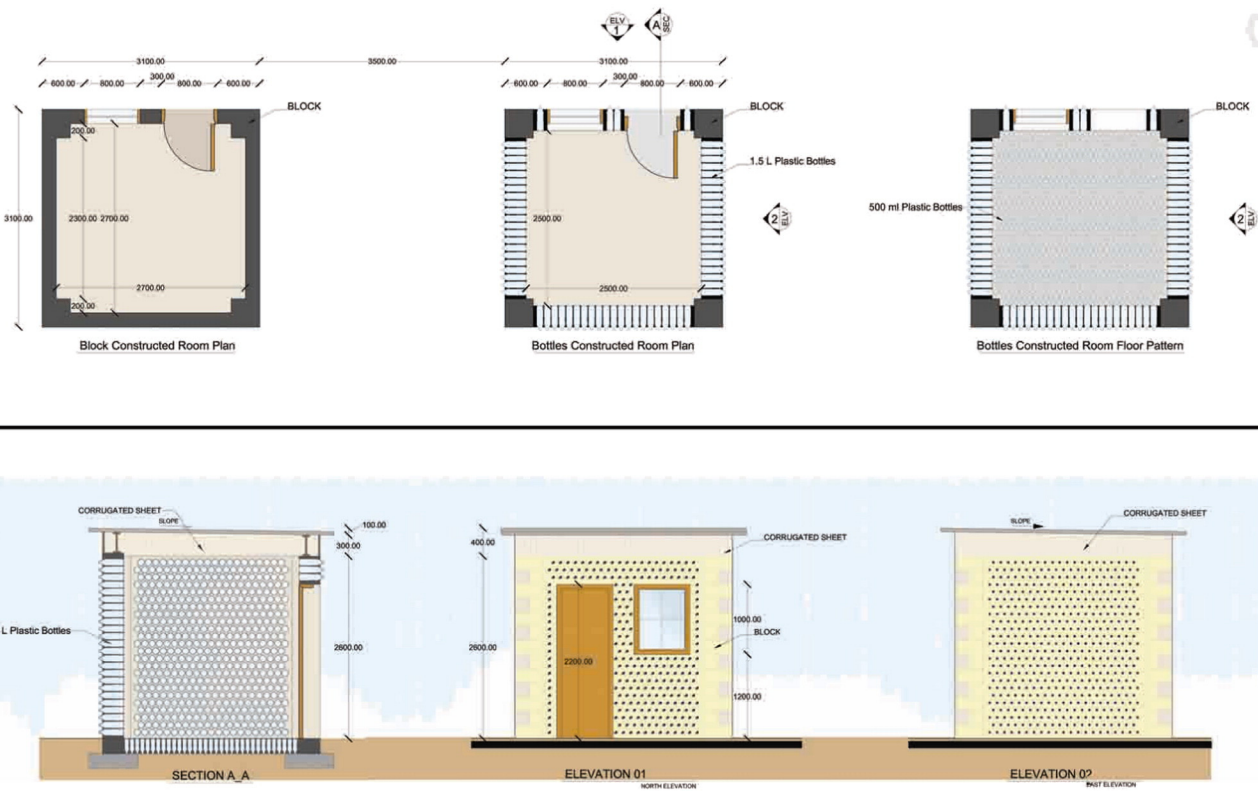 ELV
1
A
SEC
3100.00
3500.00
3100.00
600.00
800.00
300.00
800.00
600.00
600.00
800.00
300.00
800.00
600.00
BLOCK
BLOCK
BLOCK
200.00
1.5 L Plastic Bottles
3100.00
2300.00
2700.00
2500.00
2
ELV
500 ml Plastic Bottles
2
ELV
2700.00
2500.00
200.00
Block Constructed Room Plan
Bottles Constructed Room Plan
Bottles Constructed Room Floor Pattern
CORRUGATED SHEET
SLOPE
100.00
300.00
400.00
CORRUGATED SHEET
SLOPE
CORRUGATED SHEET
L Plastic Bottles
2600.00
2600.00
2200.00
1000.00
BLOCK
1200.00
SECTION A_A
ELEVATION 01
NORTH ELEVATION
ELEVATION 02
EAST ELEVATION